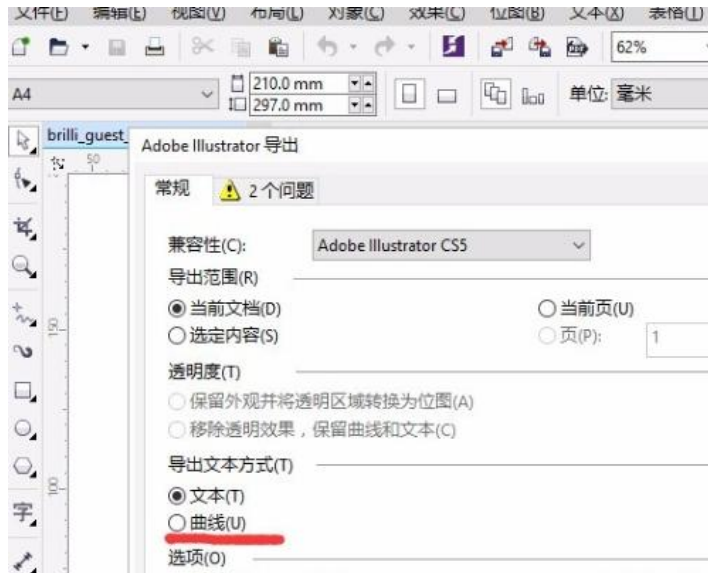 文件(F) 编辑(E) 视图(V) 布局(L) 对象(C) 效果(C) 位图(B) 文本(X) 表格(T)
62%
A4 210.0 mm 单位: 毫米
297.0 mm
brilli_guest_
50
Adobe Illustrator 导出
常规 2 个问题
兼容性(C): Adobe Illustrator CS5
导出范围(R)
当前文档(D) 当前页(U)
选定内容(S) 页(P): 1
150
透明度(T)
保留外观并将透明区域转换为位图(A)
移除透明效果，保留曲线和文本(C)
导出文本方式(T)
100
文本(T)
字
曲线(U)
选项(O)